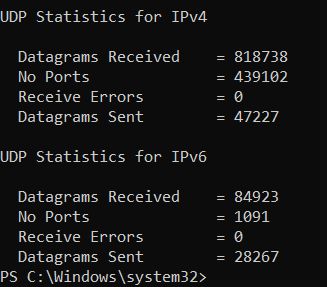 UDP Statistics for IPv4
Datagrams Received = 818738
No Ports = 439102
Receive Errors = 0
Datagrams Sent = 47227
UDP Statistics for IPv6
Datagrams Received = 84923
No Ports = 1091
Receive Errors = 0
Datagrams Sent = 28267
PS C:\Windows\system32>